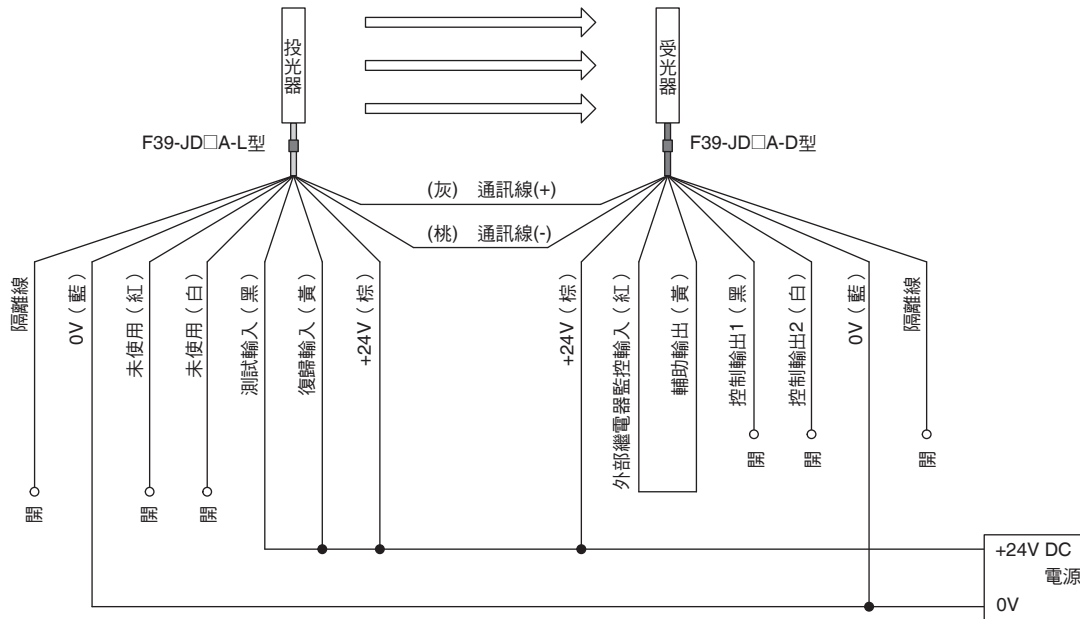 投光器
受光器
F39-JD□A-L型
F39-JD□A-D型
(灰) 通訊線(+)
(桃) 通訊線(-)
隔離線
0V(藍)
未使用(紅)
未使用(白)
測試輸入(黑)
復歸輸入(黃)
+24V(棕)
+24V(棕)
外部繼電器監控輸入(紅)
輔助輸出(黃)
控制輸出1(黑)
控制輸出2(白)
0V(藍)
隔離線
開
開
開
開
開
開
+24V DC
電源
0V